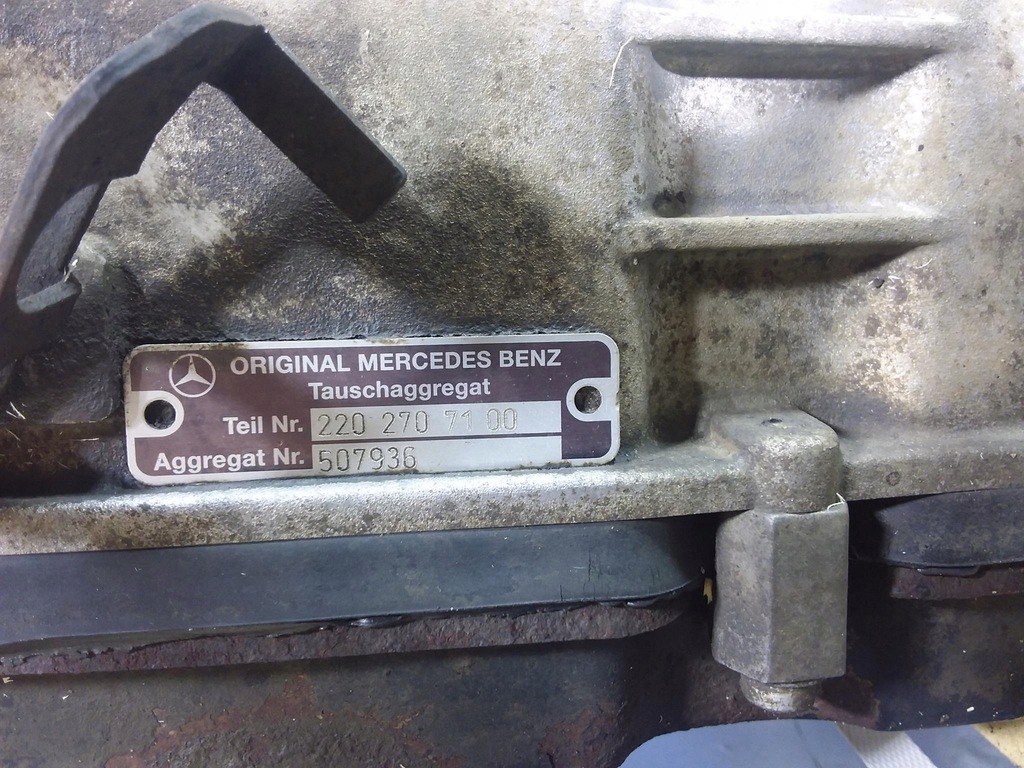 ORIGINAL MERCEDES BENZ
Tauschaggregat
Teil Nr. 220 270 71 00
Aggregat Nr. 507936